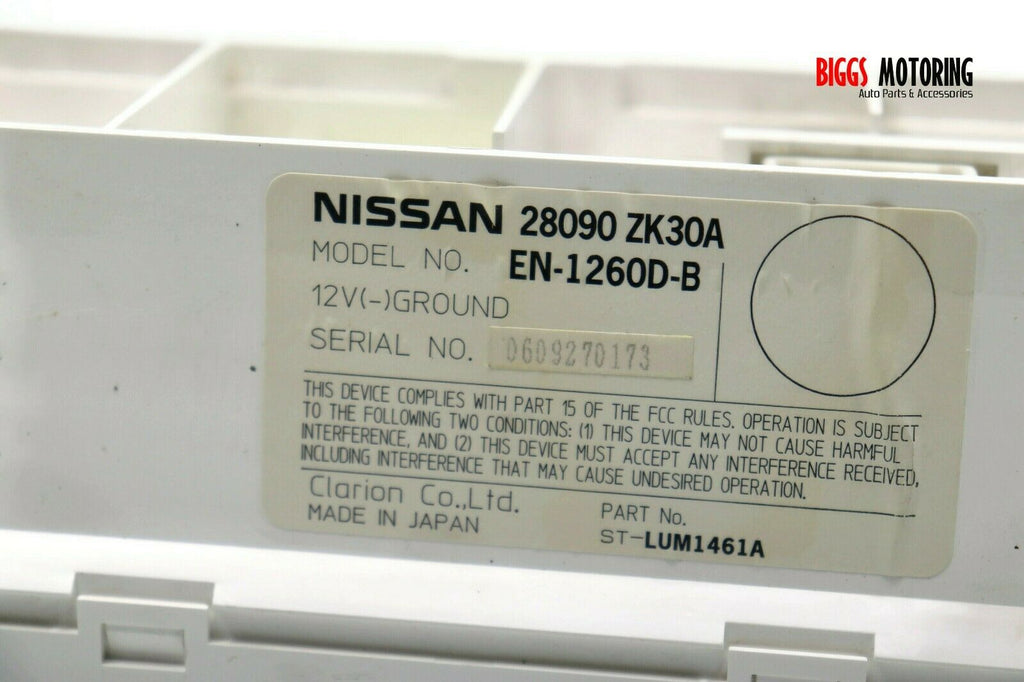 BIGGS MOTORING
Auto Parts & Accessories
NISSAN 28090 ZK30A
MODEL NO. EN-1260D-B
12V(-)GROUND
SERIAL NO. 0609270173
THIS DEVICE COMPLIES WITH PART 15 OF THE FCC RULES. OPERATION IS SUBJECT
TO THE FOLLOWING TWO CONDITIONS: (1) THIS DEVICE MAY NOT CAUSE HARMFUL
INTERFERENCE, AND (2) THIS DEVICE MUST ACCEPT ANY INTERFERENCE RECEIVED,
INCLUDING INTERFERENCE THAT MAY CAUSE UNDESIRED OPERATION.
Clarion Co.,Ltd.
MADE IN JAPAN
PART No.
ST-LUM1461A